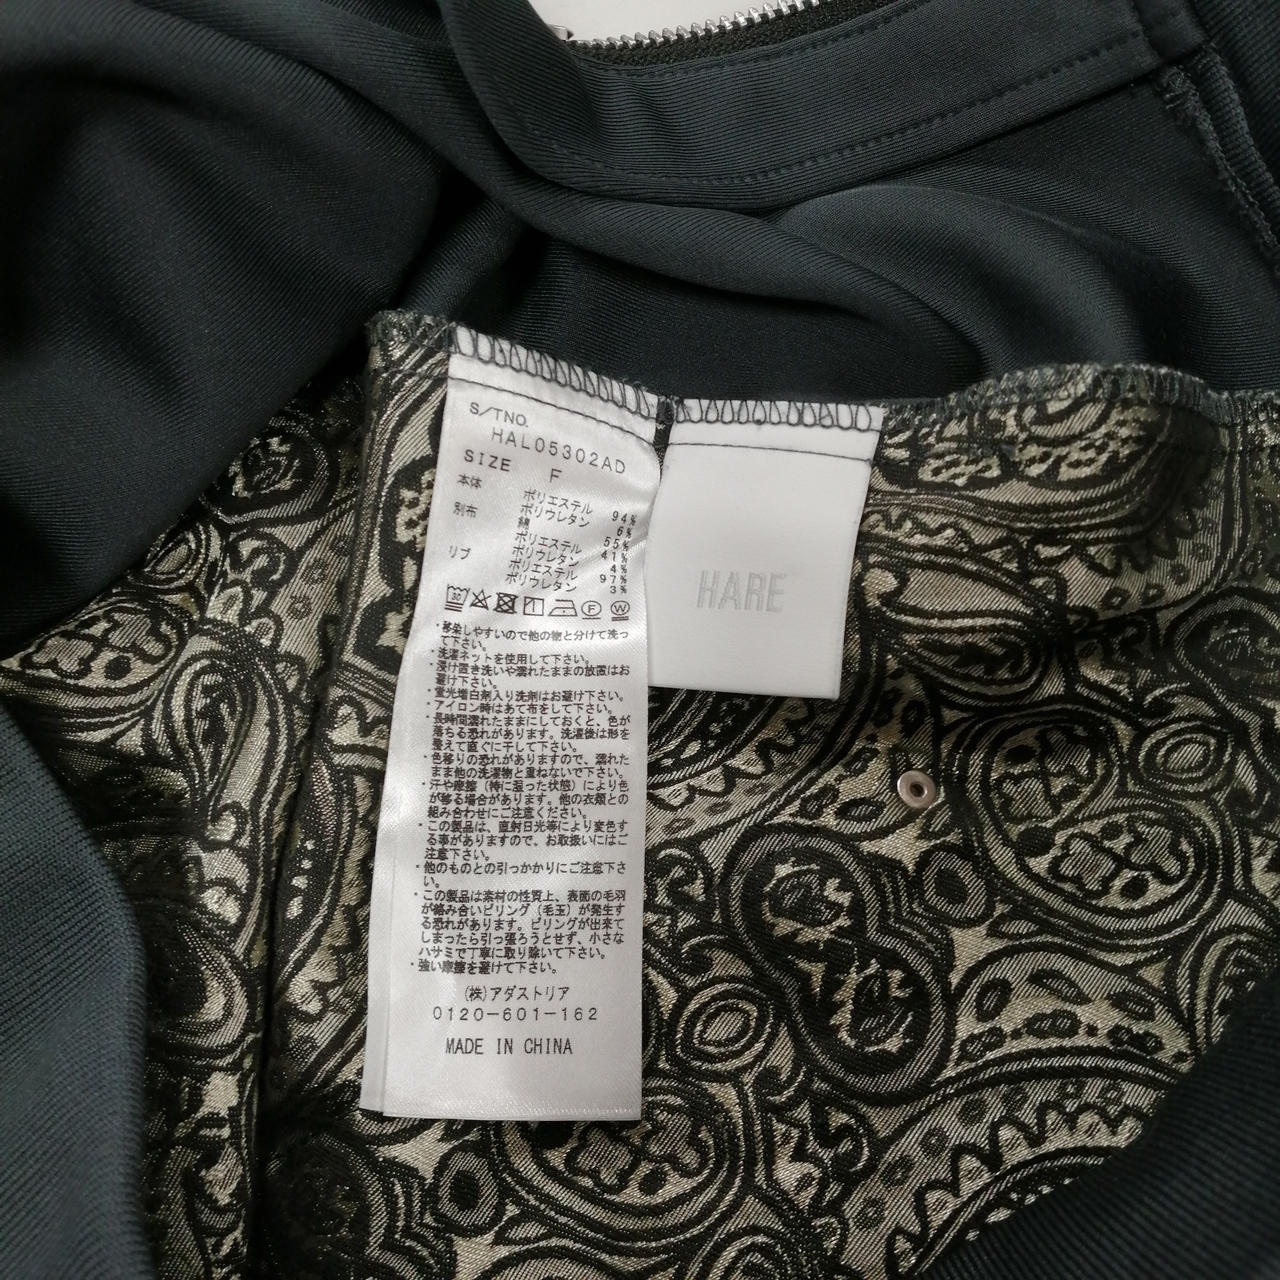 S/TNO.
HAL05302AD
SIZE F
本体
ポリエステル 94%
ポリウレタン 6%
別布
綿 55%
ポリエステル 41%
ポリウレタン 4%
リブ
ポリエステル 97%
ポリウレタン 3%
30
F
W
・移染しやすいので他の物と分けて洗っ
て下さい。
・洗濯ネットを使用して下さい。
・浸け置き洗いや濡れたままの放置はお
避け下さい。
・蛍光増白剤入り洗剤はお避け下さい。
・アイロン時はあて布をして下さい。
・長時間濡れたままにしておくと、色が
落ちる恐れがあります。洗濯後は形を
整えて直ぐに干して下さい。
・色移りの恐れがありますので、濡れた
まま他の洗濯物と重ねないで下さい。
・汗や摩擦（特に湿った状態）により色
が移る場合があります。他の衣類との
組み合わせにご注意ください。
・この製品は、直射日光等により変色す
る事がありますので、お取扱いにはご
注意下さい。
・他のものとの引っかかりにご注意下さ
い。
・この製品は素材の性質上、表面の毛羽
が絡み合いピリング（毛玉）が発生す
る恐れがあります。ピリングが出来て
しまったら引っ張ろうとせず、小さな
ハサミで丁寧に取り除いて下さい。
・強い摩擦を避けて下さい。
(株)アダストリア
0120-601-162
MADE IN CHINA
HARE